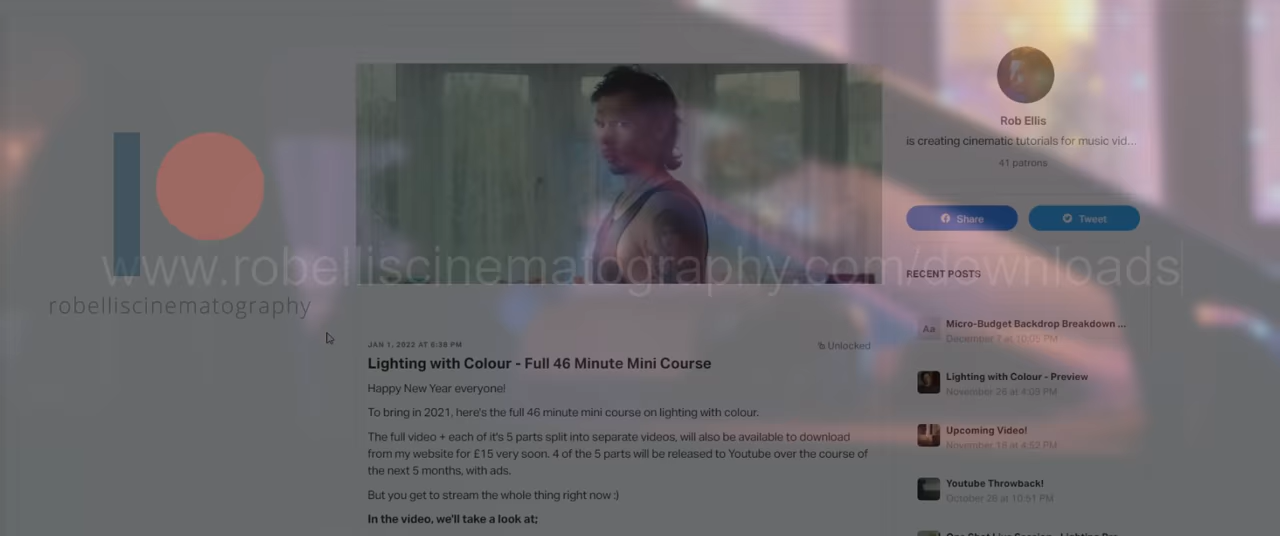 Rob Ellis
is creating cinematic tutorials for music vid...
41 patrons
Share
Tweet
www.robelliscinematography.com/downloads
robelliscinematography
RECENT POSTS
Aa
Micro-Budget Backdrop Breakdown ...
December 7 at 10:05 PM
Lighting with Colour - Preview
November 26 at 4:09 PM
Upcoming Video!
November 16 at 4:52 PM
Youtube Throwback!
October 26 at 10:51 PM
JAN 1, 2022 AT 6:38 PM
Unlocked
Lighting with Colour - Full 46 Minute Mini Course
Happy New Year everyone!
To bring in 2021, here's the full 46 minute mini course on lighting with colour.
The full video + each of it's 5 parts split into separate videos, will also be available to download
from my website for £15 very soon. 4 of the 5 parts will be released to Youtube over the course of
the next 5 months, with ads.
But you get to stream the whole thing right now :)
In the video, we'll take a look at;